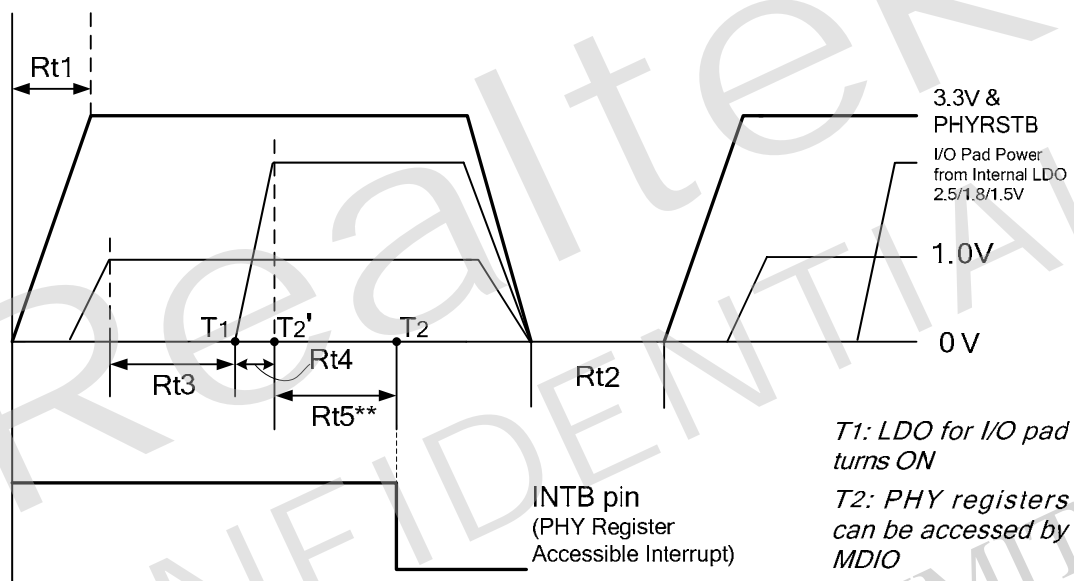 Rt1
3.3V &
PHYRSTB
I/O Pad Power
from Internal LDO
2.5/1.8/1.5V
1.0V
T1
T2'
T2
0 V
Rt3
Rt4
Rt2
Rt5**
T1: LDO for I/O pad
turns ON
INTB pin
(PHY Register
Accessible Interrupt)
T2: PHY registers
can be accessed by
MDIO
Realtek